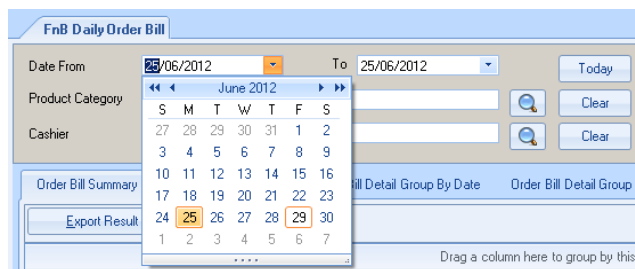 FnB Daily Order Bill
Date From 25/06/2012 To 25/06/2012 Today
June 2012
Product Category Clear
S M T W T F S
27 28 29 30 31 1 2
Cashier Clear
3 4 5 6 7 8 9
10 11 12 13 14 15 16
Order Bill Summary ill Detail Group By Date Order Bill Detail Group
17 18 19 20 21 22 23
Export Result 24 25 26 27 28 29 30
1 2 3 4 5 6 7
Drag a column here to group by this